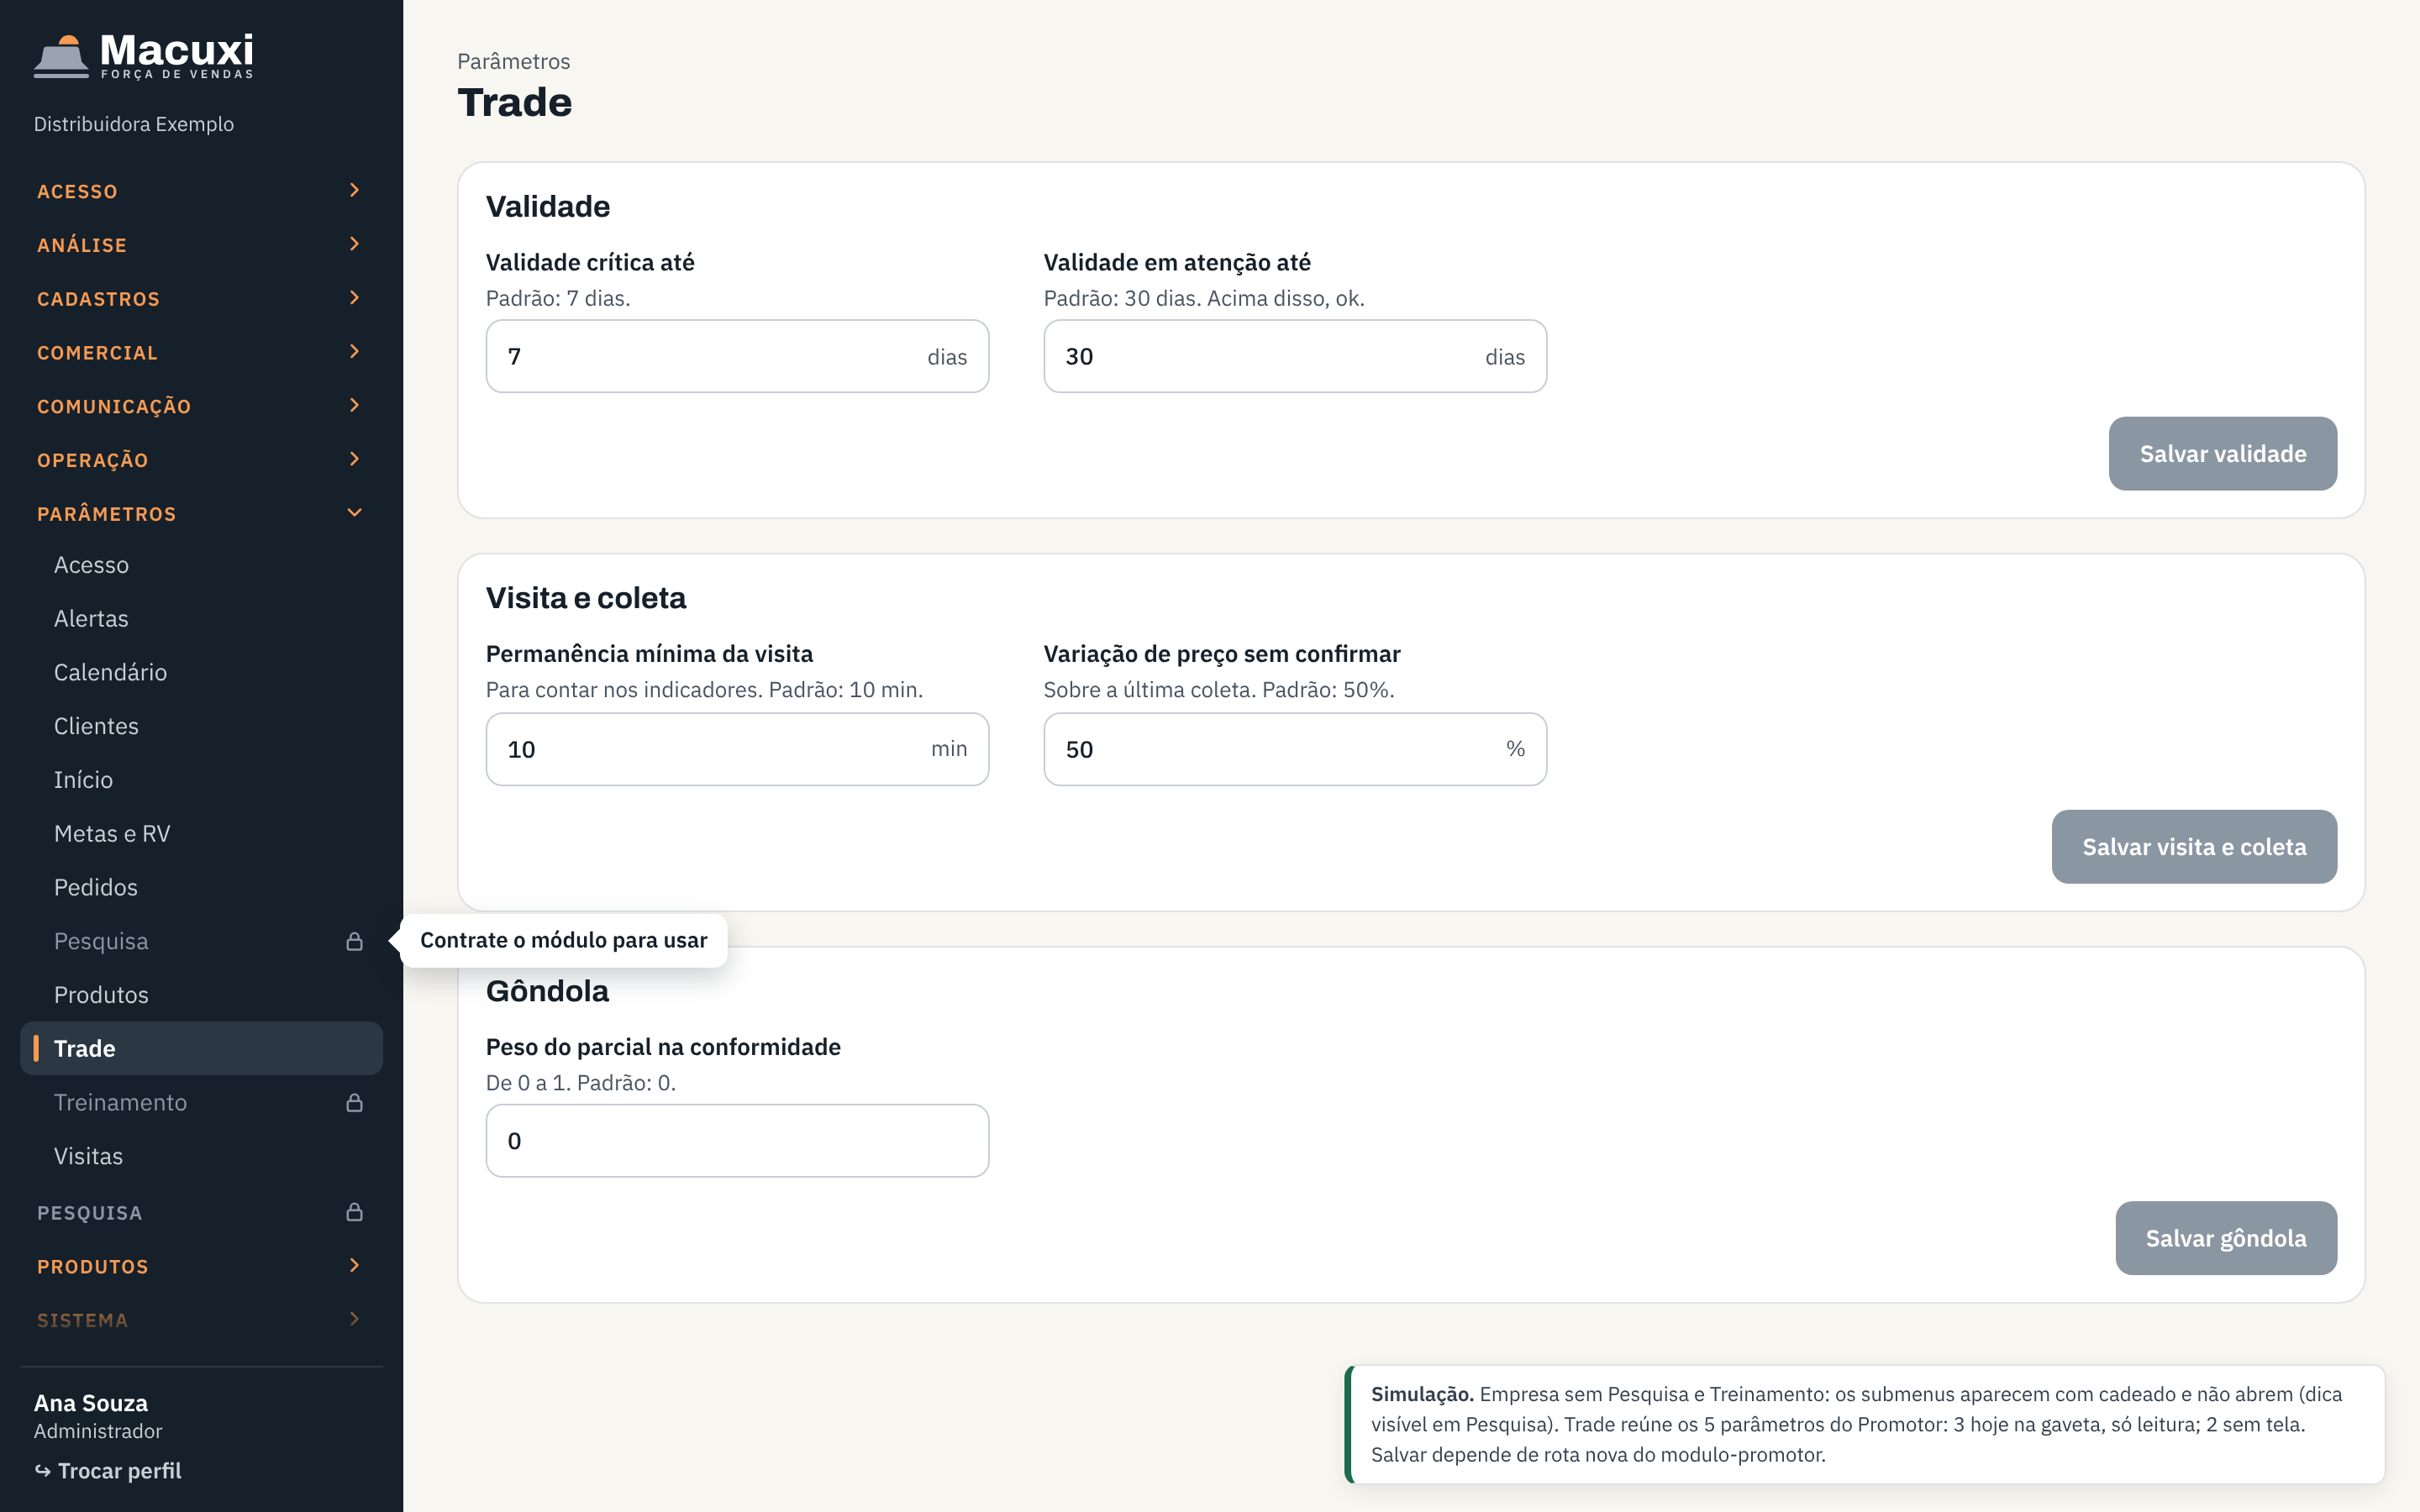 Macuxi
FORÇA DE VENDAS
Distribuidora Exemplo
ACESSO
ANÁLISE
CADASTROS
COMERCIAL
COMUNICAÇÃO
OPERAÇÃO
PARÂMETROS
Acesso
Alertas
Calendário
Clientes
Início
Metas e RV
Pedidos
Pesquisa
Contrate o módulo para usar
Produtos
Trade
Treinamento
Visitas
PESQUISA
PRODUTOS
SISTEMA
Ana Souza
Administrador
↪ Trocar perfil
Parâmetros
Trade
Validade
Validade crítica até
Padrão: 7 dias.
7 dias
Validade em atenção até
Padrão: 30 dias. Acima disso, ok.
30 dias
Salvar validade
Visita e coleta
Permanência mínima da visita
Para contar nos indicadores. Padrão: 10 min.
10 min
Variação de preço sem confirmar
Sobre a última coleta. Padrão: 50%.
50 %
Salvar visita e coleta
Gôndola
Peso do parcial na conformidade
De 0 a 1. Padrão: 0.
0
Salvar gôndola
Simulação. Empresa sem Pesquisa e Treinamento: os submenus aparecem com cadeado e não abrem (dica
visível em Pesquisa). Trade reúne os 5 parâmetros do Promotor: 3 hoje na gaveta, só leitura; 2 sem tela.
Salvar depende de rota nova do modulo-promotor.